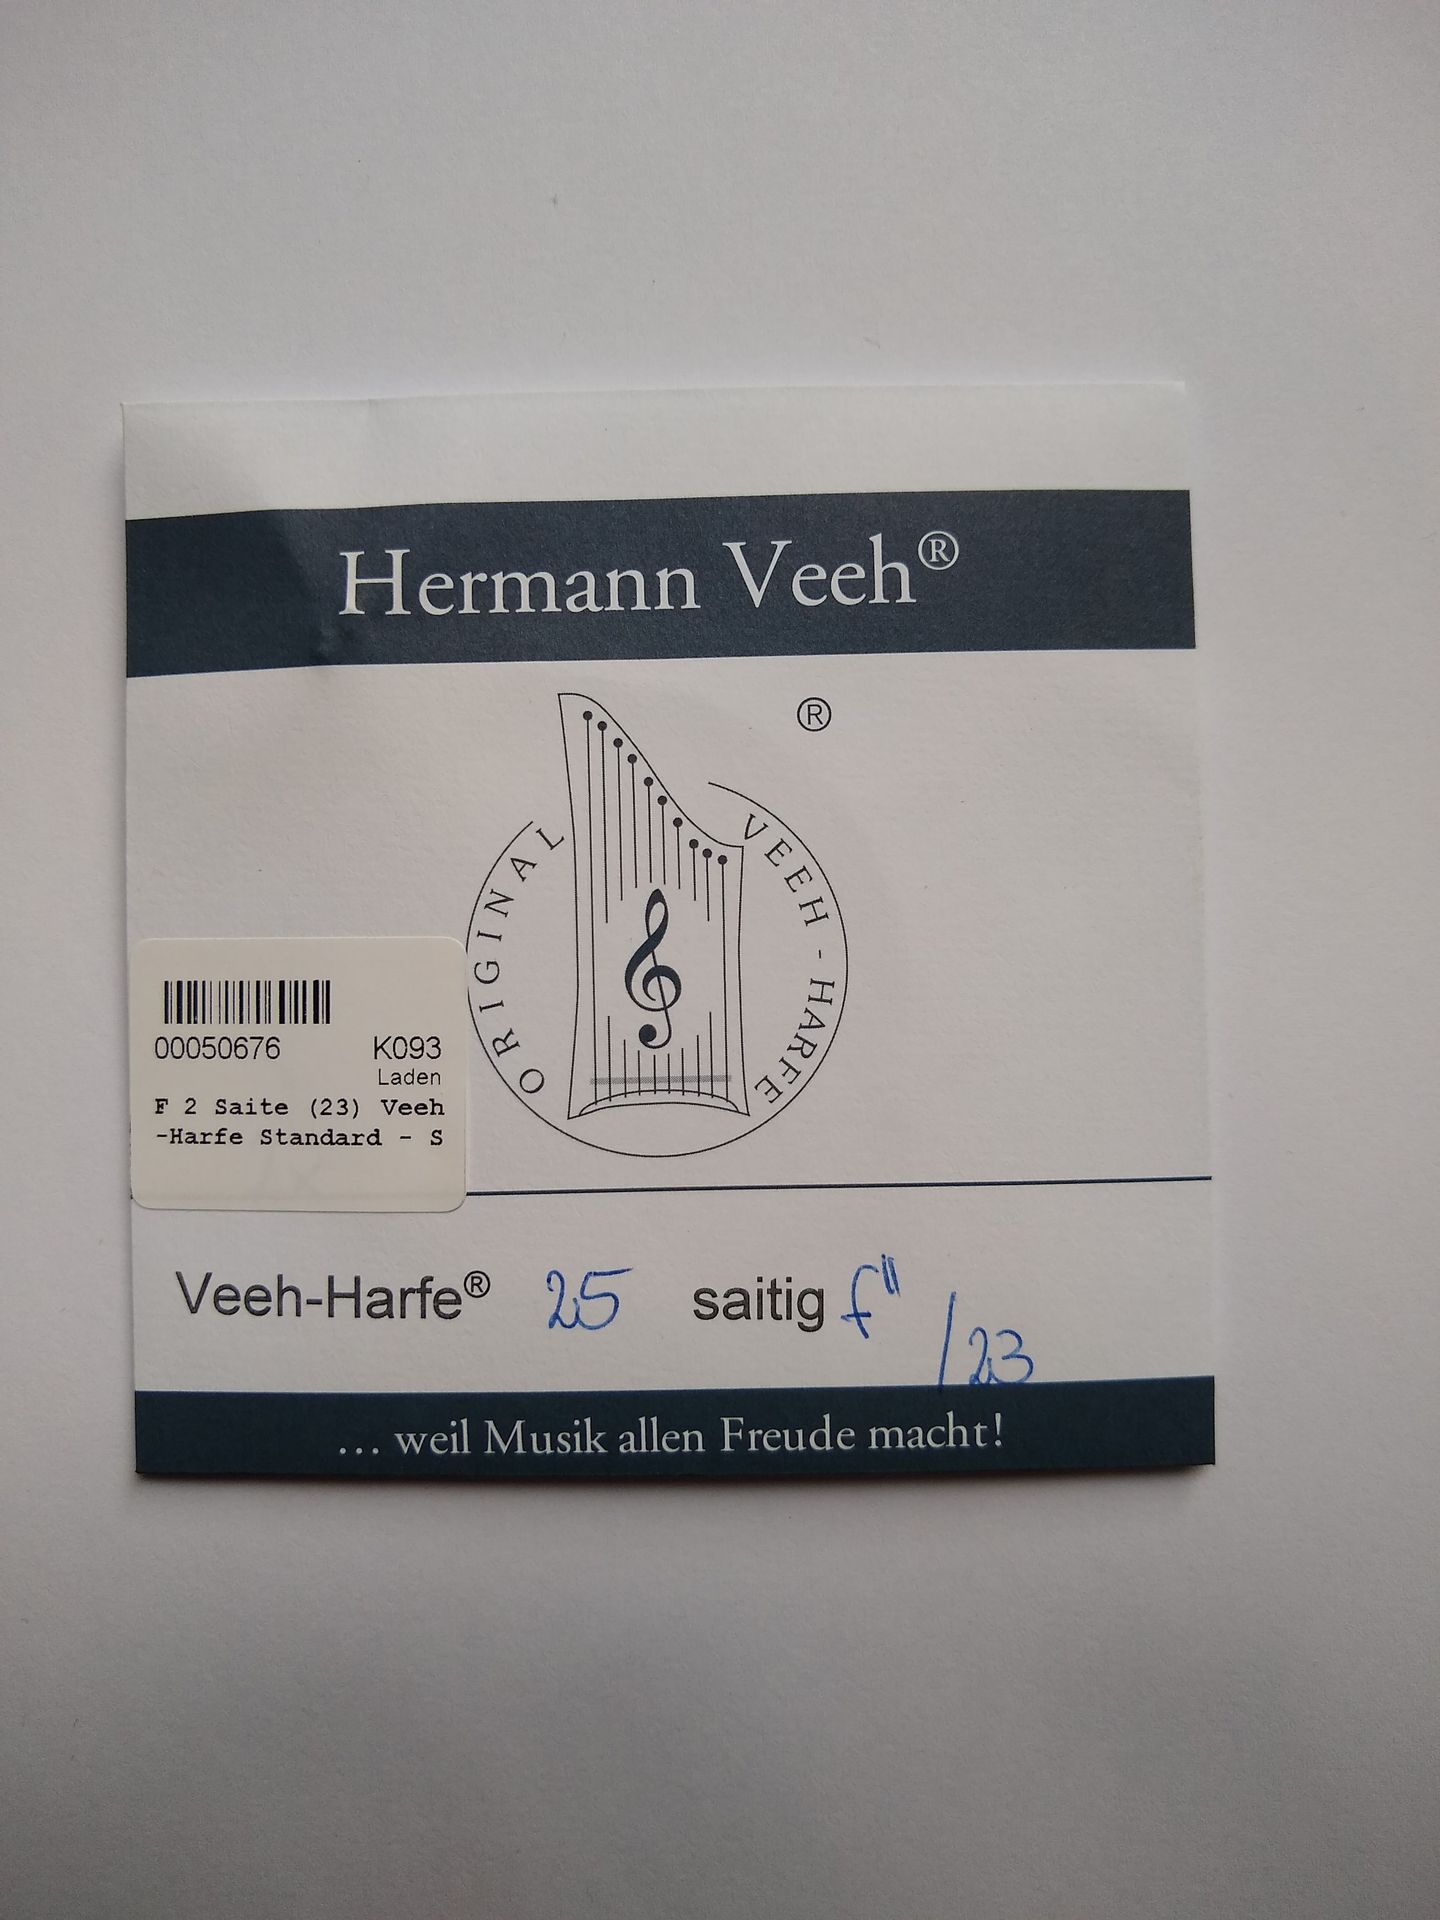 Hermann Veeh®
®
ORIGINAL VEEH-HARFE
00050676 K093
Laden
F 2 Saite (23) Veeh
-Harfe Standard - S
Veeh-Harfe® 25 saitig f"
/23
... weil Musik allen Freude macht!